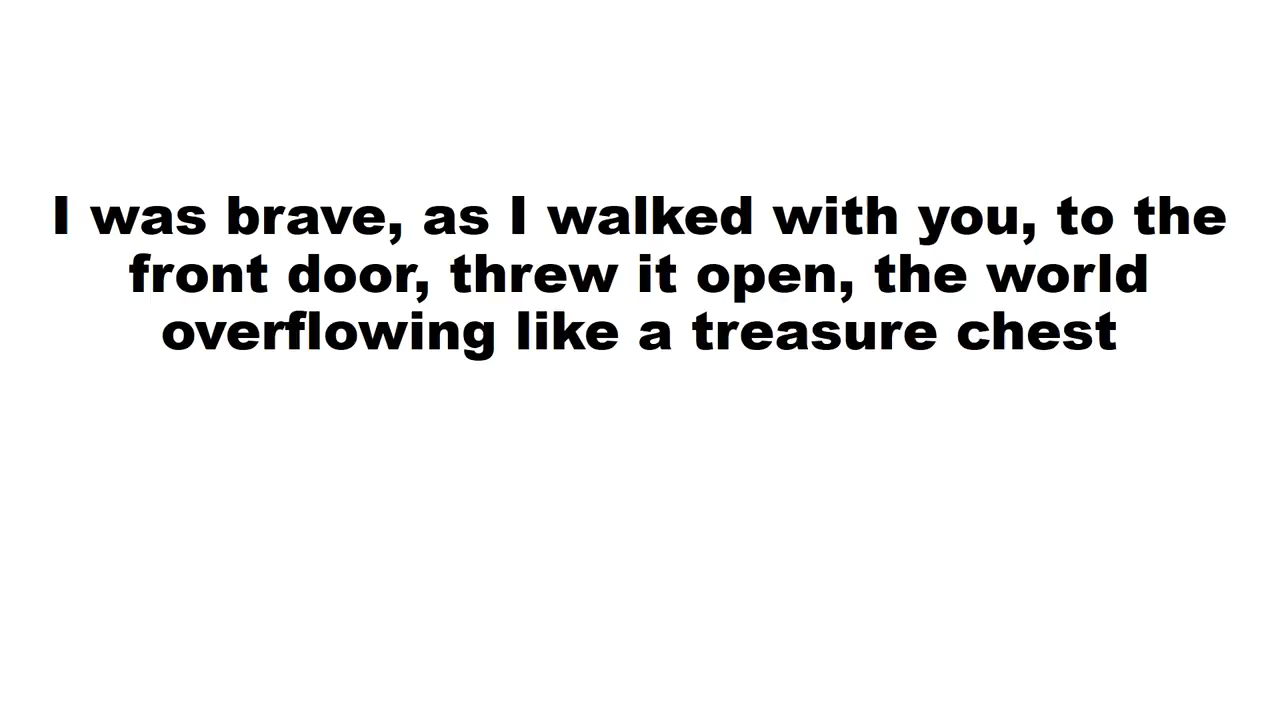 I was brave, as I walked with you, to the
front door, threw it open, the world
overflowing like a treasure chest